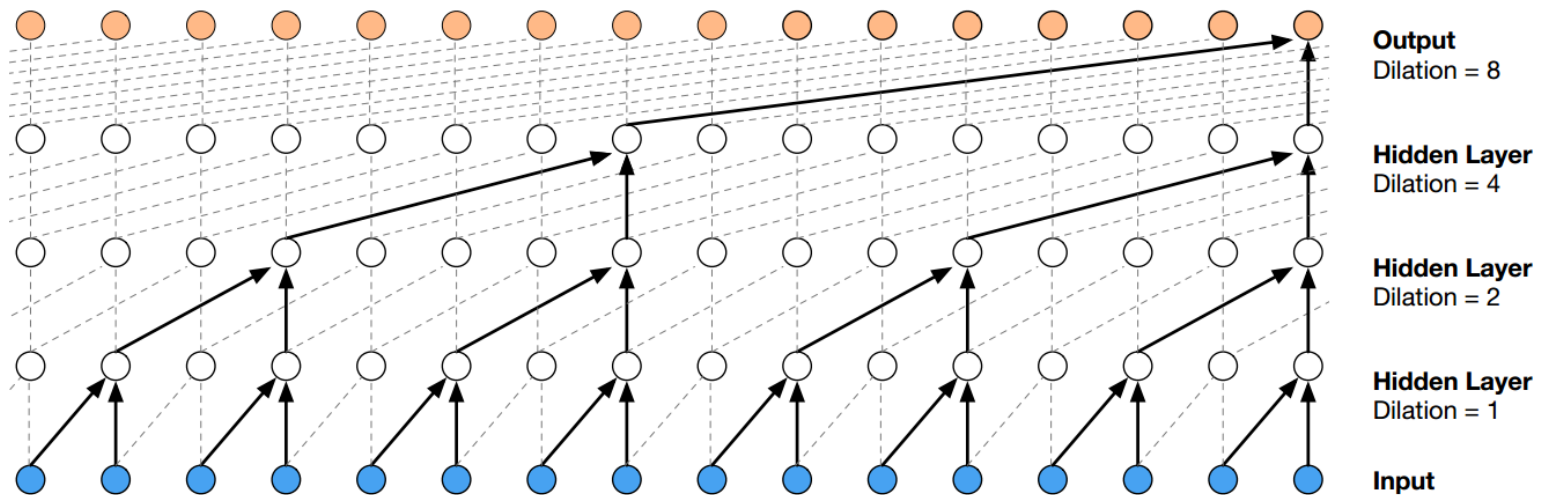 Output
Dilation = 8
Hidden Layer
Dilation = 4
Hidden Layer
Dilation = 2
Hidden Layer
Dilation = 1
Input